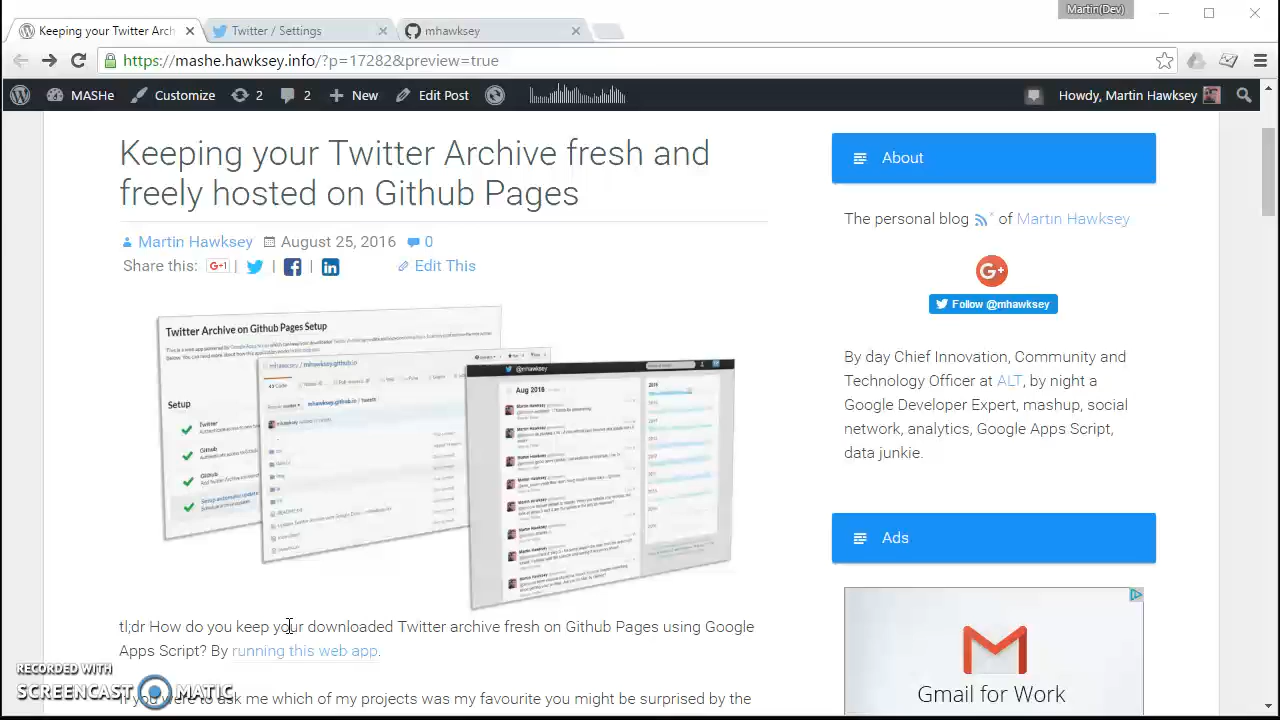 Martin(Dev)
Keeping your Twitter Arch
Twitter / Settings
mhawksey
https://mashe.hawksey.info/?p=17282&preview=true
MASHe
Customize
2
2
New
Edit Post
Howdy, Martin Hawksey
Keeping your Twitter Archive fresh and
freely hosted on Github Pages
Martin Hawksey August 25, 2016 0
Share this: G+1 | | | Edit This
Twitter Archive on Github Pages Setup
Setup
Twitter
Github
Github
mhawksey / mhawksey.github.io
@mhawksey
Aug 2016
tl;dr How do you keep your downloaded Twitter archive fresh on Github Pages using Google
Apps Script? By running this web app.
If you were to ask me which of my projects was my favourite you might be surprised by the
RECORDED WITH
SCREENCAST MATIC
About
The personal blog of Martin Hawksey
G+
Follow @mhawksey
By day Chief Innovation, Community and
Technology Officer at ALT, by night a
Google Developer Expert, mashup, social
network, analytics, Google Apps Script,
data junkie.
Ads
Gmail for Work